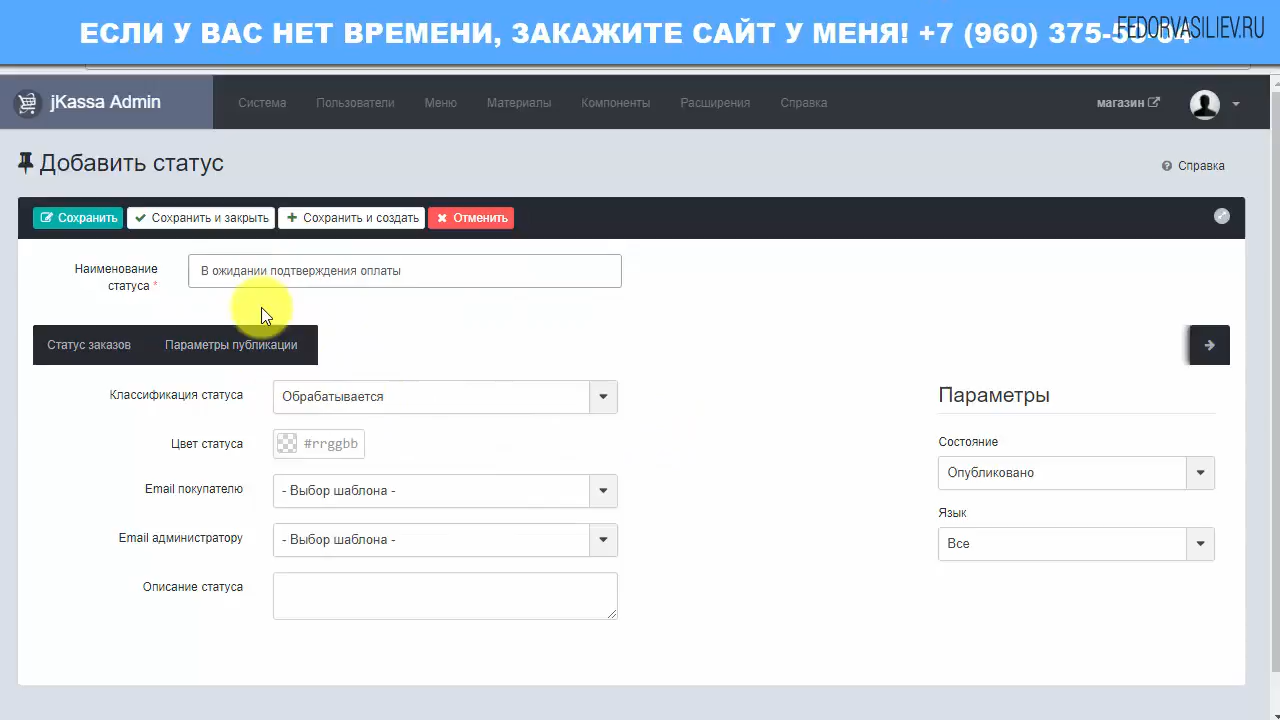 ЕСЛИ У ВАС НЕТ ВРЕМЕНИ, ЗАКАЖИТЕ САЙТ У МЕНЯ! +7 (960) 375-
FEDORVASILIEV.RU
jKassa Admin
Система Пользователи Меню Материалы Компоненты Расширения Справка
магазин
Добавить статус
Справка
Сохранить Сохранить и закрыть Сохранить и создать Отменить
Наименование статуса * В ожидании подтверждения оплаты
Статус заказов Параметры публикации
Классификация статуса Обрабатывается
Цвет статуса #rrggbb
Email покупателю - Выбор шаблона -
Email администратору - Выбор шаблона -
Описание статуса
Параметры
Состояние
Опубликовано
Язык
Все